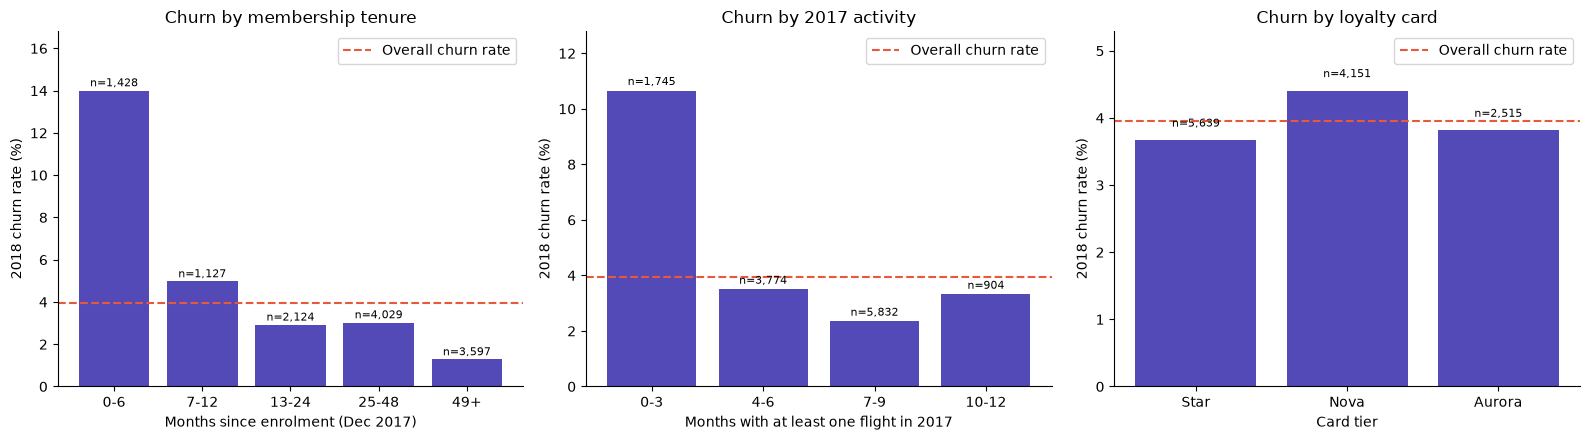 Churn by membership tenure
2018 churn rate (%)
16
14
12
10
8
6
4
2
0
Overall churn rate
n=1,428
n=1,127
n=2,124
n=4,029
n=3,597
0-6
7-12
13-24
25-48
49+
Months since enrolment (Dec 2017)
Churn by 2017 activity
2018 churn rate (%)
12
10
8
6
4
2
0
Overall churn rate
n=1,745
n=3,774
n=5,832
n=904
0-3
4-6
7-9
10-12
Months with at least one flight in 2017
Churn by loyalty card
2018 churn rate (%)
5
4
3
2
1
0
Overall churn rate
n=5,639
n=4,151
n=2,515
Star
Nova
Aurora
Card tier